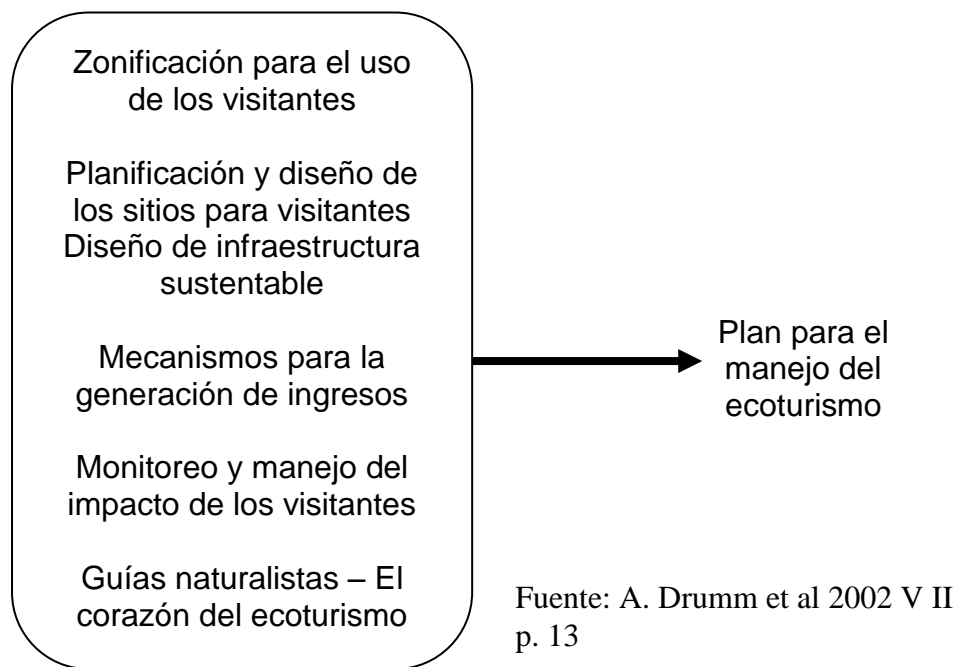 Zonificación para el uso
de los visitantes
Planificación y diseño de
los sitios para visitantes
Diseño de infraestructura
sustentable
Mecanismos para la
generación de ingresos
Monitoreo y manejo del
impacto de los visitantes
Guías naturalistas – El
corazón del ecoturismo
Plan para el
manejo del
ecoturismo
Fuente: A. Drumm et al 2002 V II
p. 13